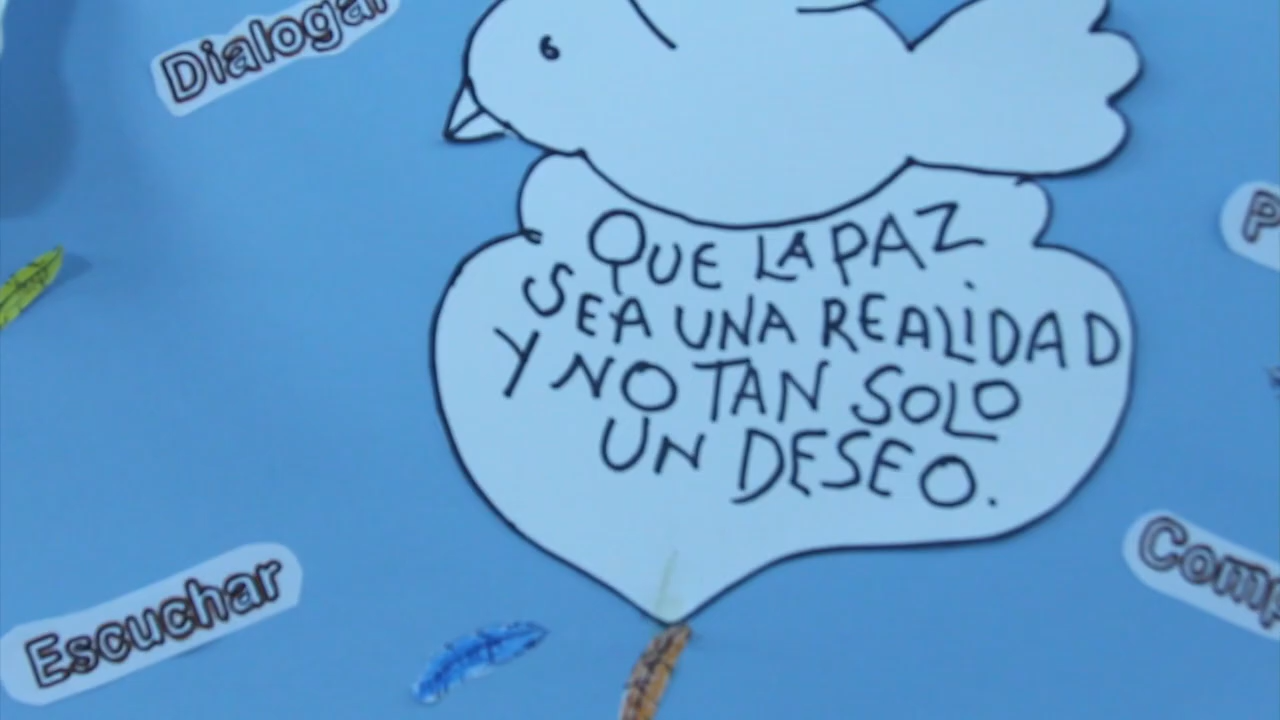 Dialogar
QUE LA PAZ
SEA UNA REALIDAD
Y NO TAN SOLO
UN DESEO.
Escuchar